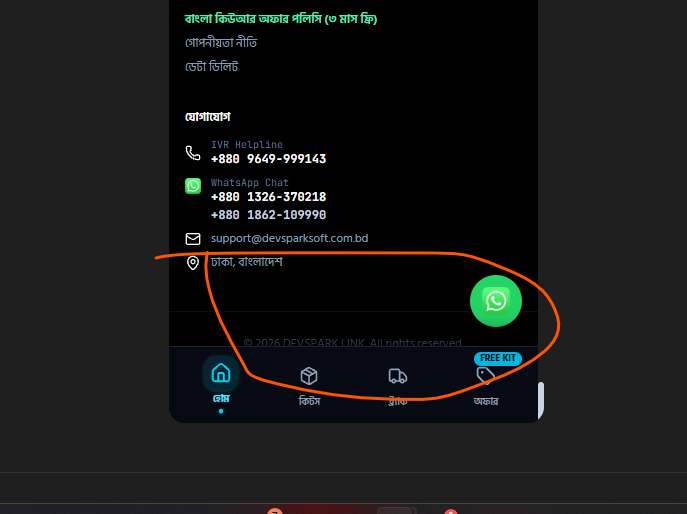 বাংলা কিউআর অফার পলিসি (৩ মাস ফ্রি)
গোপনীয়তা নীতি
ডেটা ডিলিট
যোগাযোগ
IVR Helpline
+880 9649-999143
WhatsApp Chat
+880 1326-370218
+880 1862-109990
support@devsparksoft.com.bd
ঢাকা, বাংলাদেশ
© 2026 DEVSPARK LINK. All rights reserved
FREE KIT
হোম
কিটস
ট্র্যাক
অফার